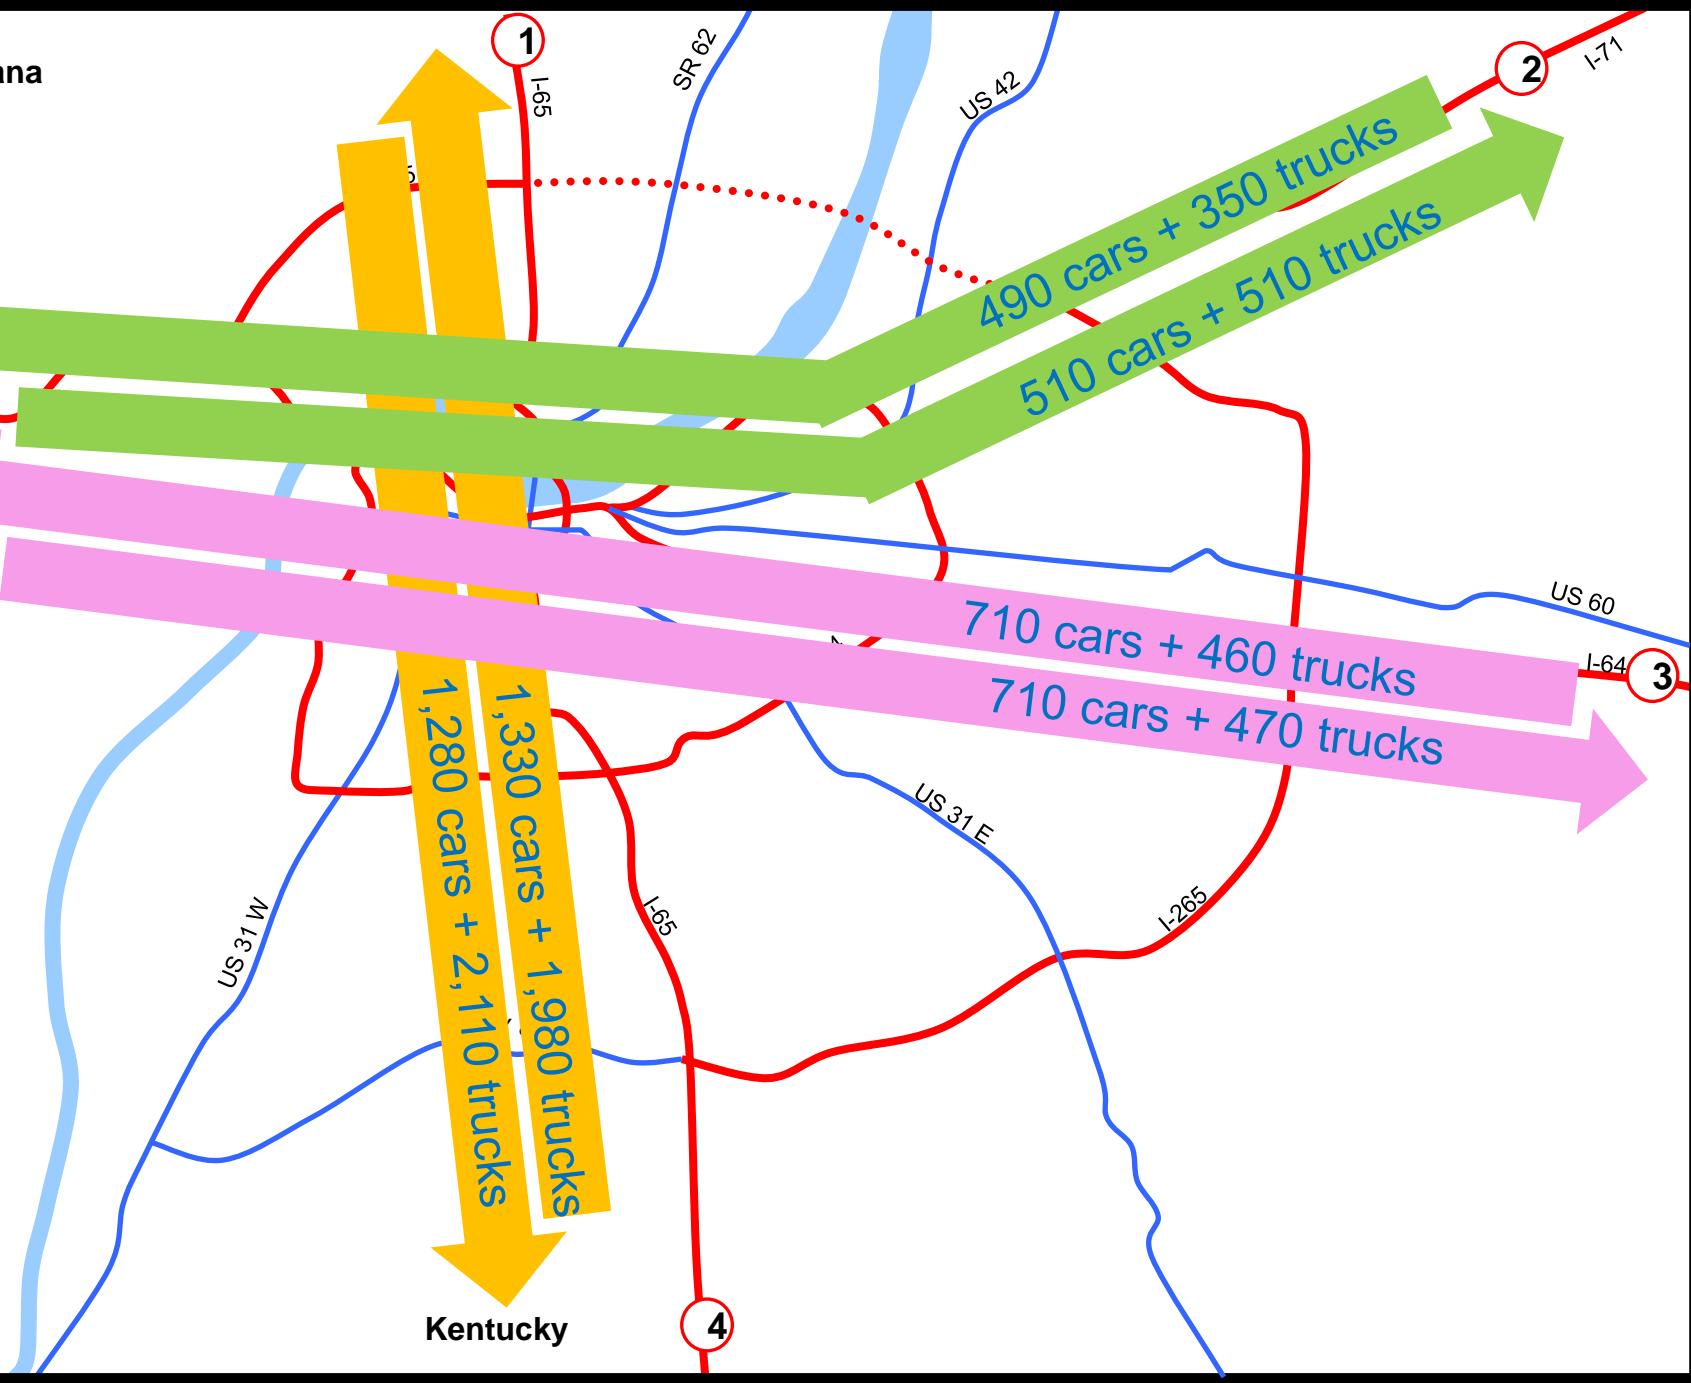 ana
1
I-65
SR 62
US 42
2
I-71
490 cars + 350 trucks
510 cars + 510 trucks
US 60
I-64
3
710 cars + 460 trucks
710 cars + 470 trucks
1,280 cars + 2,110 trucks
1,330 cars + 1,980 trucks
US 31 E
US 31 W
I-65
I-265
Kentucky
4